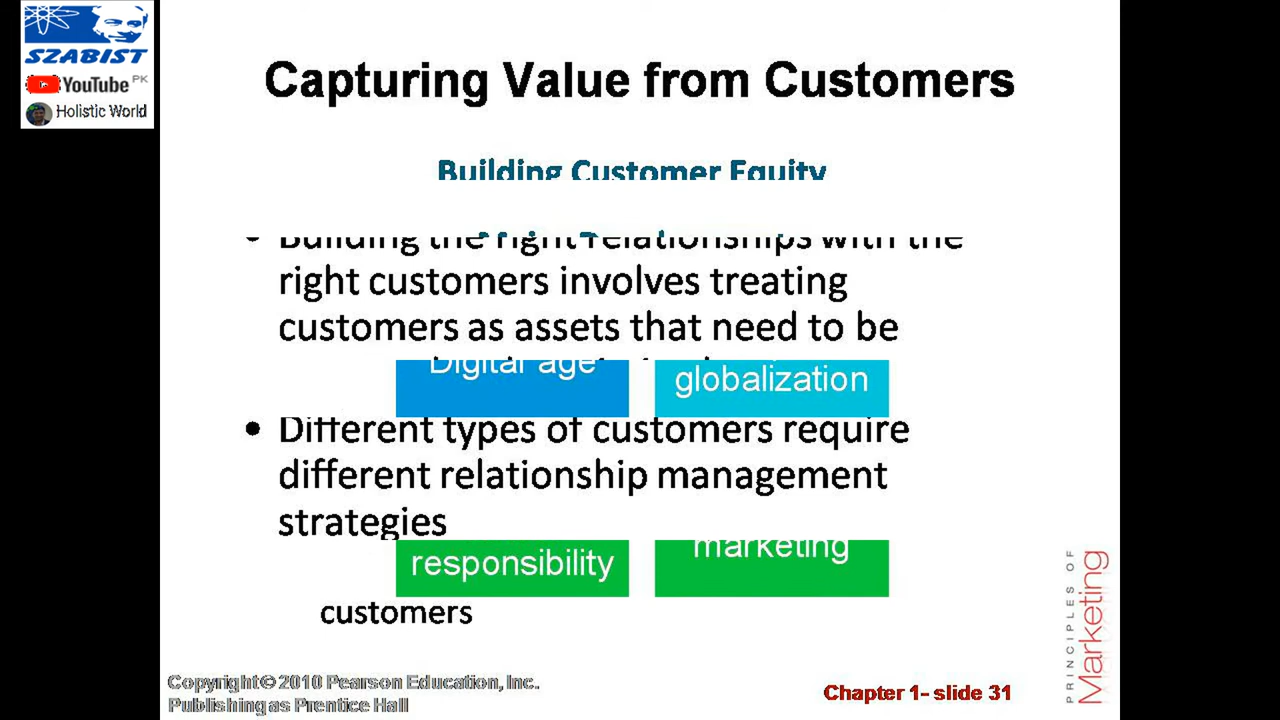 SZABIST
YouTube PK
Holistic World
Capturing Value from Customers
Building Customer Equity
• Building the right relationships with the
right customers involves treating
customers as assets that need to be
Digital age
globalization
• Different types of customers require
different relationship management
strategies
responsibility
marketing
customers
PRINCIPLES OF
Marketing
Copyright © 2010 Pearson Education, Inc.
Publishing as Prentice Hall
Chapter 1- slide 31